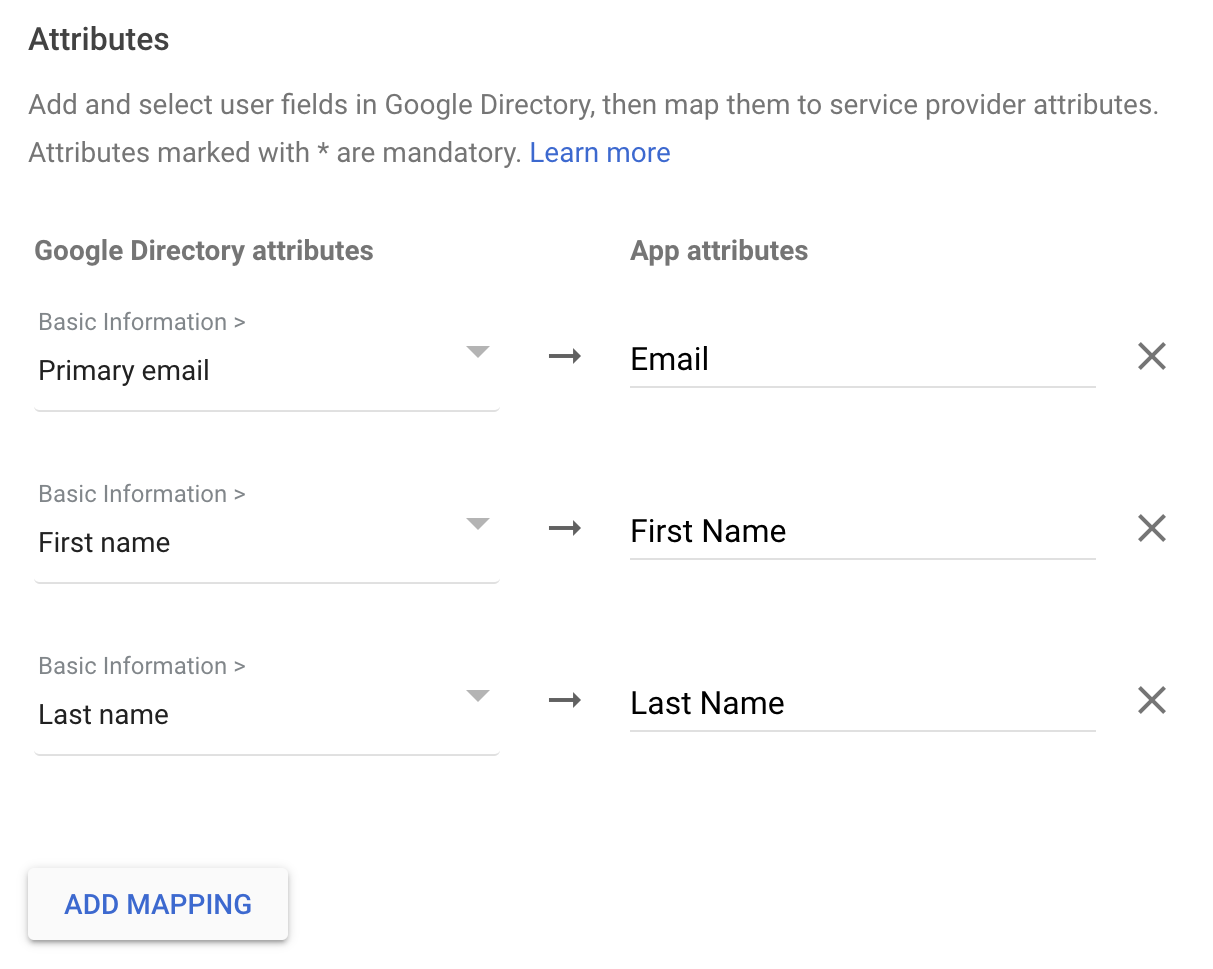 Attributes
Add and select user fields in Google Directory, then map them to service provider attributes.
Attributes marked with * are mandatory. Learn more
Google Directory attributes
App attributes
Basic Information >
Primary email
Email
Basic Information >
First name
First Name
Basic Information >
Last name
Last Name
ADD MAPPING